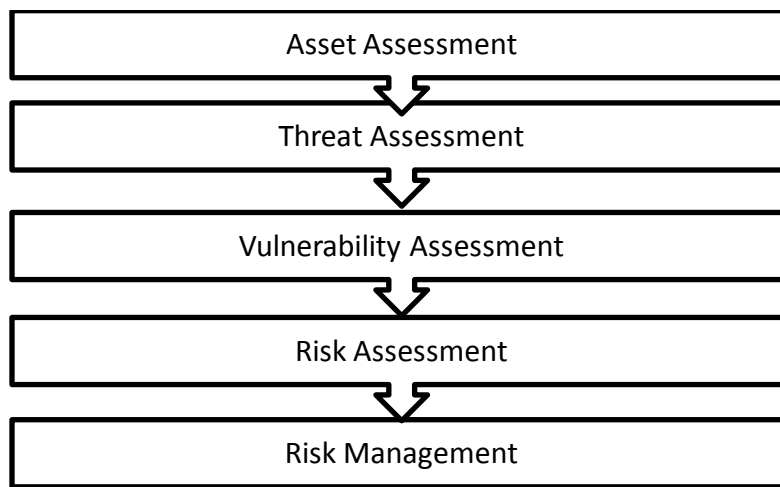 Asset Assessment
Threat Assessment
Vulnerability Assessment
Risk Assessment
Risk Management